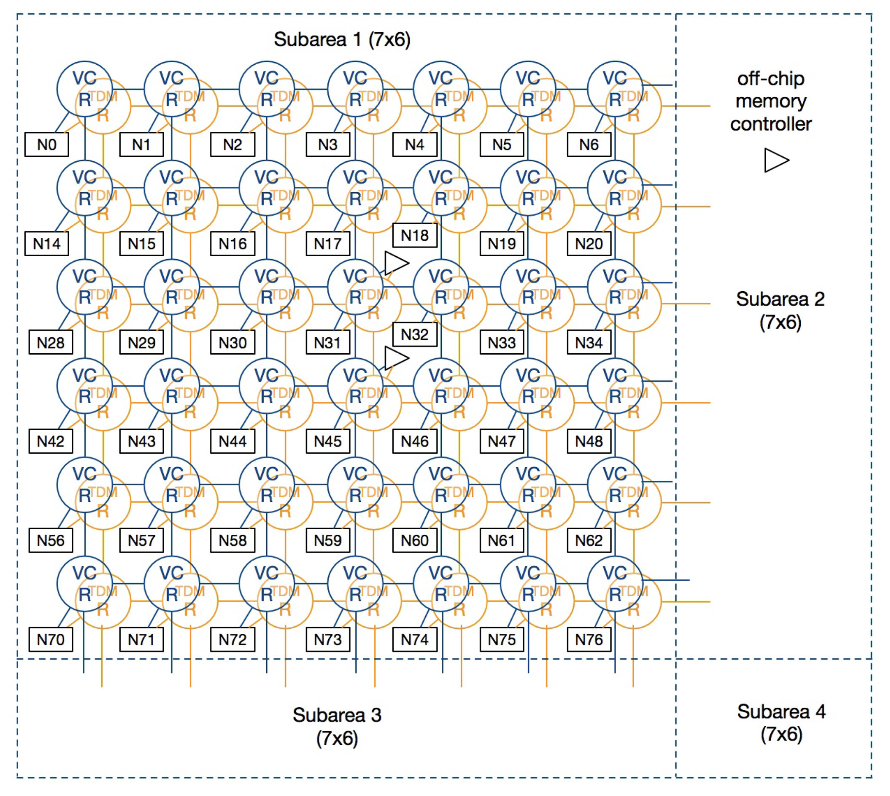 Subarea 1 (7x6)
VC R TDM R VC R TDM R VC R TDM R VC R TDM R VC R TDM R VC R TDM R VC R TDM R
N0 N1 N2 N3 N4 N5 N6
VC R TDM R VC R TDM R VC R TDM R VC R TDM R VC R TDM R VC R TDM R VC R TDM R
N14 N15 N16 N17 N18 N19 N20
VC R TDM R VC R TDM R VC R TDM R VC R TDM R VC R TDM R VC R TDM R VC R TDM R
N28 N29 N30 N31 N32 N33 N34
VC R TDM R VC R TDM R VC R TDM R VC R TDM R VC R TDM R VC R TDM R VC R TDM R
N42 N43 N44 N45 N46 N47 N48
VC R TDM R VC R TDM R VC R TDM R VC R TDM R VC R TDM R VC R TDM R VC R TDM R
N56 N57 N58 N59 N60 N61 N62
VC R TDM R VC R TDM R VC R TDM R VC R TDM R VC R TDM R VC R TDM R VC R TDM R
N70 N71 N72 N73 N74 N75 N76
off-chip
memory
controller
Subarea 2
(7x6)
Subarea 3
(7x6)
Subarea 4
(7x6)